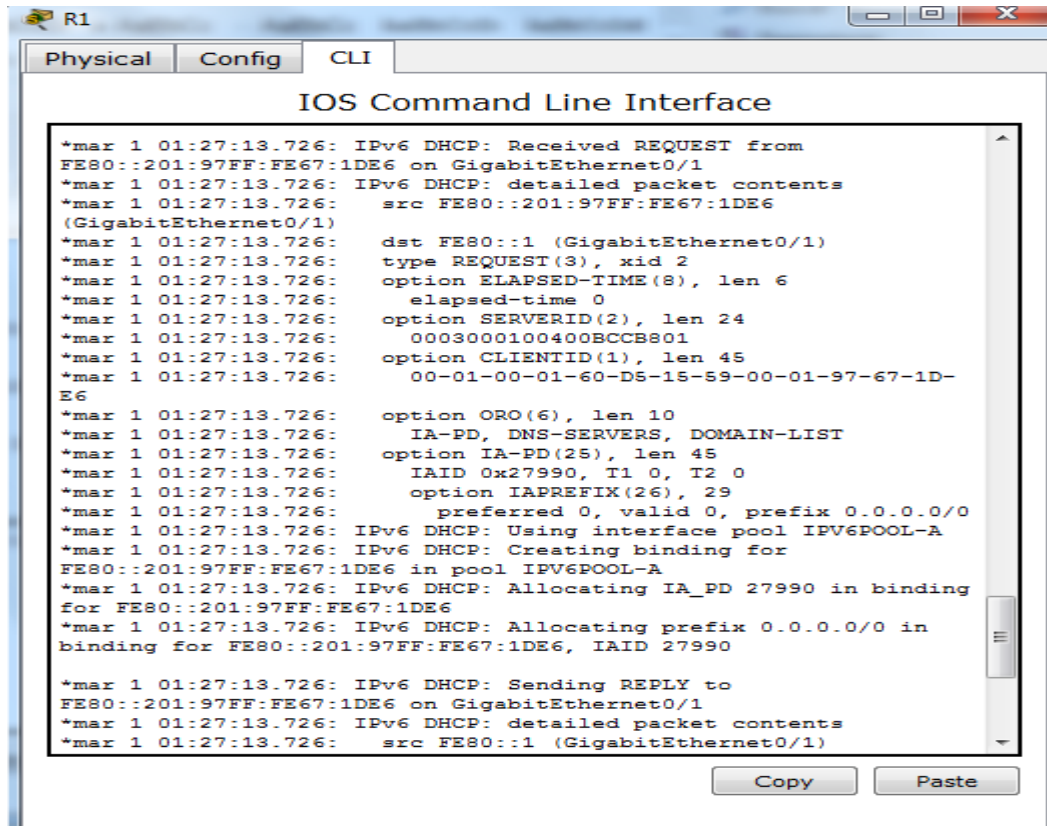 R1
Physical Config CLI
IOS Command Line Interface
*mar 1 01:27:13.726: IPv6 DHCP: Received REQUEST from
FE80::201:97FF:FE67:1DE6 on GigabitEthernet0/1
*mar 1 01:27:13.726: IPv6 DHCP: detailed packet contents
*mar 1 01:27:13.726: src FE80::201:97FF:FE67:1DE6
(GigabitEthernet0/1)
*mar 1 01:27:13.726: dst FE80::1 (GigabitEthernet0/1)
*mar 1 01:27:13.726: type REQUEST(3), xid 2
*mar 1 01:27:13.726: option ELAPSED-TIME(8), len 6
*mar 1 01:27:13.726: elapsed-time 0
*mar 1 01:27:13.726: option SERVERID(2), len 24
*mar 1 01:27:13.726: 0003000100400BCCB801
*mar 1 01:27:13.726: option CLIENTID(1), len 45
*mar 1 01:27:13.726: 00-01-00-01-60-D5-15-59-00-01-97-67-1D-
E6
*mar 1 01:27:13.726: option ORO(6), len 10
*mar 1 01:27:13.726: IA-PD, DNS-SERVERS, DOMAIN-LIST
*mar 1 01:27:13.726: option IA-PD(25), len 45
*mar 1 01:27:13.726: IAID 0x27990, T1 0, T2 0
*mar 1 01:27:13.726: option IAPREFIX(26), 29
*mar 1 01:27:13.726: preferred 0, valid 0, prefix 0.0.0.0/0
*mar 1 01:27:13.726: IPv6 DHCP: Using interface pool IPV6POOL-A
*mar 1 01:27:13.726: IPv6 DHCP: Creating binding for
FE80::201:97FF:FE67:1DE6 in pool IPV6POOL-A
*mar 1 01:27:13.726: IPv6 DHCP: Allocating IA_PD 27990 in binding
for FE80::201:97FF:FE67:1DE6
*mar 1 01:27:13.726: IPv6 DHCP: Allocating prefix 0.0.0.0/0 in
binding for FE80::201:97FF:FE67:1DE6, IAID 27990
*mar 1 01:27:13.726: IPv6 DHCP: Sending REPLY to
FE80::201:97FF:FE67:1DE6 on GigabitEthernet0/1
*mar 1 01:27:13.726: IPv6 DHCP: detailed packet contents
*mar 1 01:27:13.726: src FE80::1 (GigabitEthernet0/1)
Copy Paste